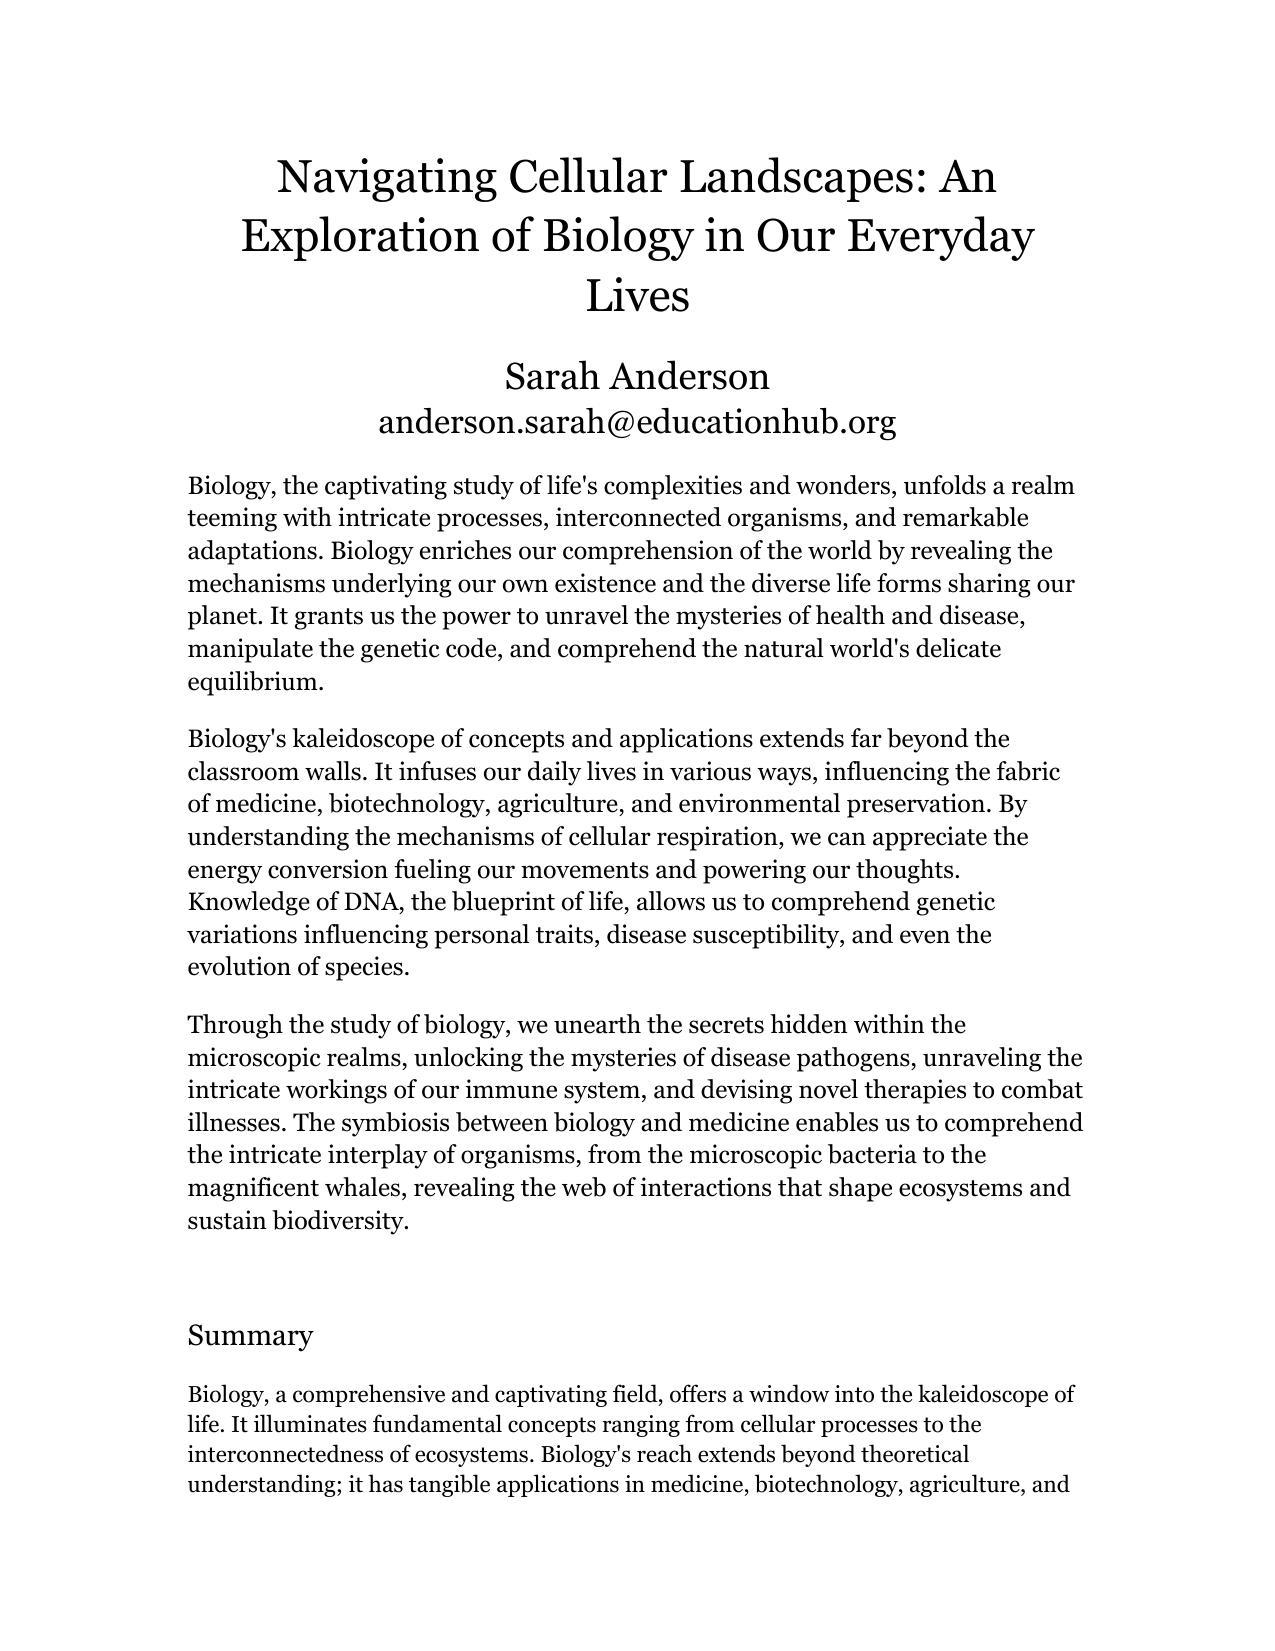 Navigating Cellular Landscapes: An
Exploration of Biology in Our Everyday
Lives
Sarah Anderson
anderson.sarah@educationhub.org
Biology, the captivating study of life's complexities and wonders, unfolds a realm
teeming with intricate processes, interconnected organisms, and remarkable
adaptations. Biology enriches our comprehension of the world by revealing the
mechanisms underlying our own existence and the diverse life forms sharing our
planet. It grants us the power to unravel the mysteries of health and disease,
manipulate the genetic code, and comprehend the natural world's delicate
equilibrium.
Biology's kaleidoscope of concepts and applications extends far beyond the
classroom walls. It infuses our daily lives in various ways, influencing the fabric
of medicine, biotechnology, agriculture, and environmental preservation. By
understanding the mechanisms of cellular respiration, we can appreciate the
energy conversion fueling our movements and powering our thoughts.
Knowledge of DNA, the blueprint of life, allows us to comprehend genetic
variations influencing personal traits, disease susceptibility, and even the
evolution of species.
Through the study of biology, we unearth the secrets hidden within the
microscopic realms, unlocking the mysteries of disease pathogens, unraveling the
intricate workings of our immune system, and devising novel therapies to combat
illnesses. The symbiosis between biology and medicine enables us to comprehend
the intricate interplay of organisms, from the microscopic bacteria to the
magnificent whales, revealing the web of interactions that shape ecosystems and
sustain biodiversity.
Summary
Biology, a comprehensive and captivating field, offers a window into the kaleidoscope of
life. It illuminates fundamental concepts ranging from cellular processes to the
interconnectedness of ecosystems. Biology's reach extends beyond theoretical
understanding; it has tangible applications in medicine, biotechnology, agriculture, and